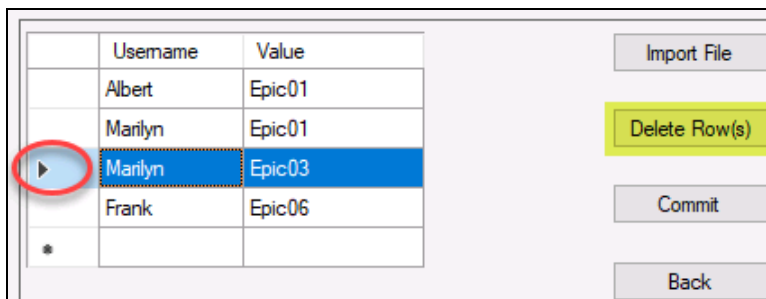 Username Value
Albert Epic01
Marilyn Epic01
Marilyn Epic03
Frank Epic06
*
Import File
Delete Row(s)
Commit
Back